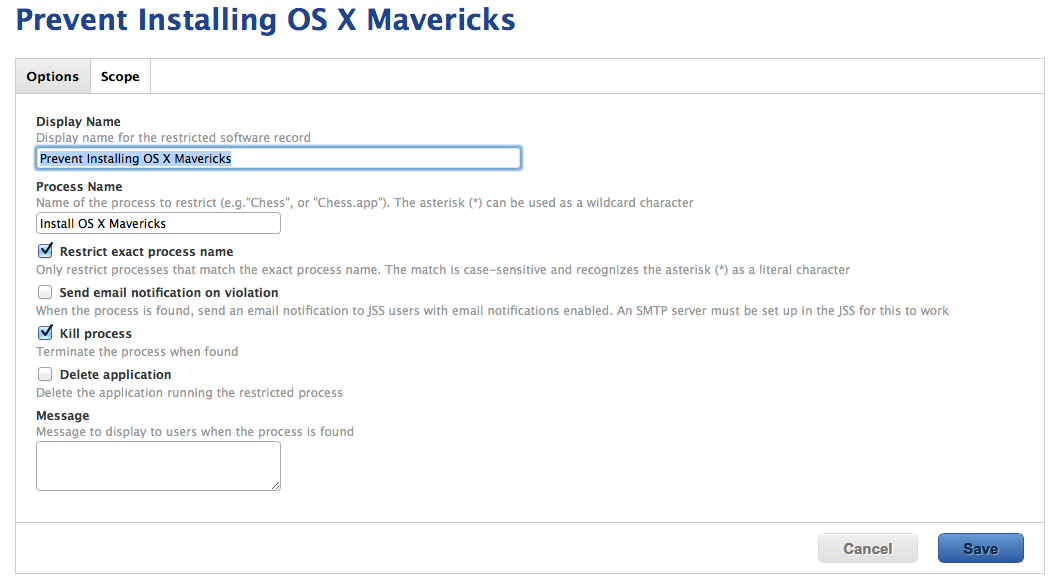 Prevent Installing OS X Mavericks
Options
Scope
Display Name
Display name for the restricted software record
Prevent Installing OS X Mavericks
Process Name
Name of the process to restrict (e.g."Chess", or "Chess.app"). The asterisk (*) can be used as a wildcard character
Install OS X Mavericks
Restrict exact process name
Only restrict processes that match the exact process name. The match is case-sensitive and recognizes the asterisk (*) as a literal character
Send email notification on violation
When the process is found, send an email notification to JSS users with email notifications enabled. An SMTP server must be set up in the JSS for this to work
Kill process
Terminate the process when found
Delete application
Delete the application running the restricted process
Message
Message to display to users when the process is found
Cancel
Save